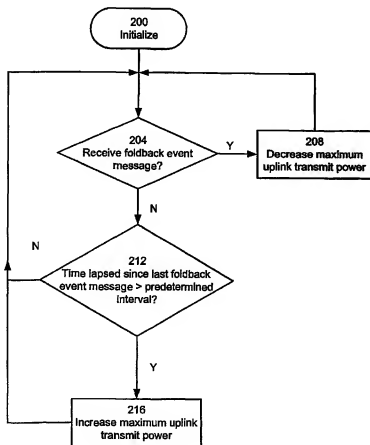 200
Initialize
204
Receive foldback event
message?
Y
208
Decrease maximum
uplink transmit power
N
N
212
Time lapsed since last foldback
event message > predetermined
interval?
Y
216
Increase maximum uplink
transmit power